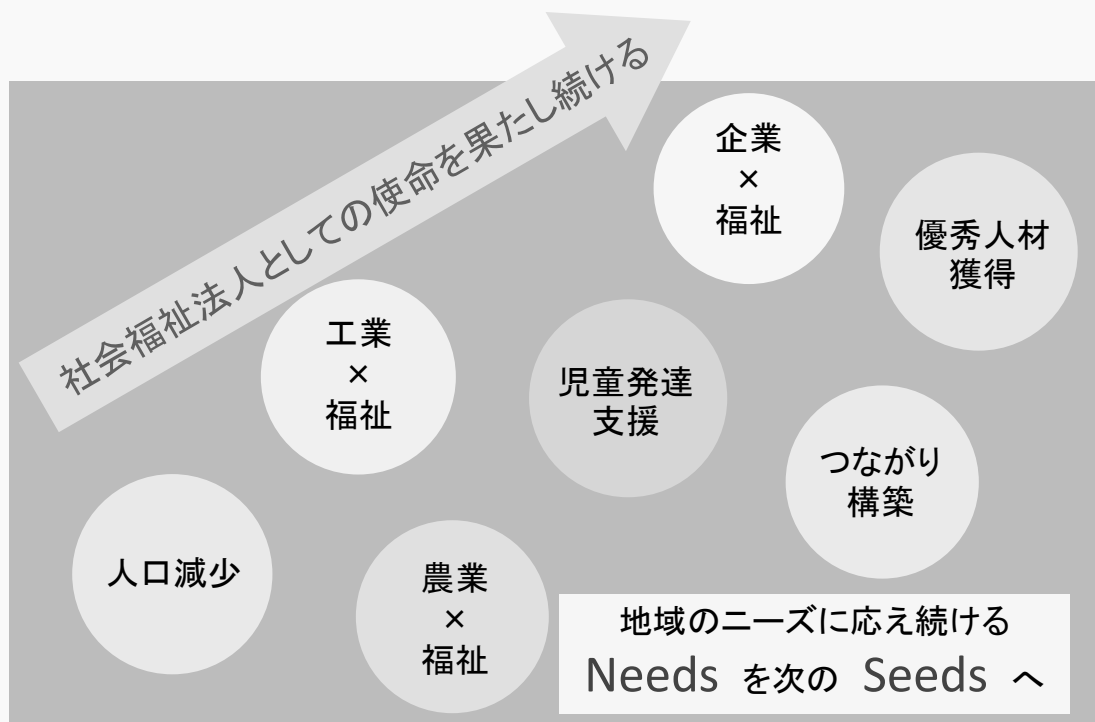 社会福祉法人としての使命を果たし続ける
企業
×
福祉
優秀人材
獲得
工業
×
福祉
児童発達
支援
つながり
構築
人口減少
農業
×
福祉
地域のニーズに応え続ける
Needs を次の Seeds へ